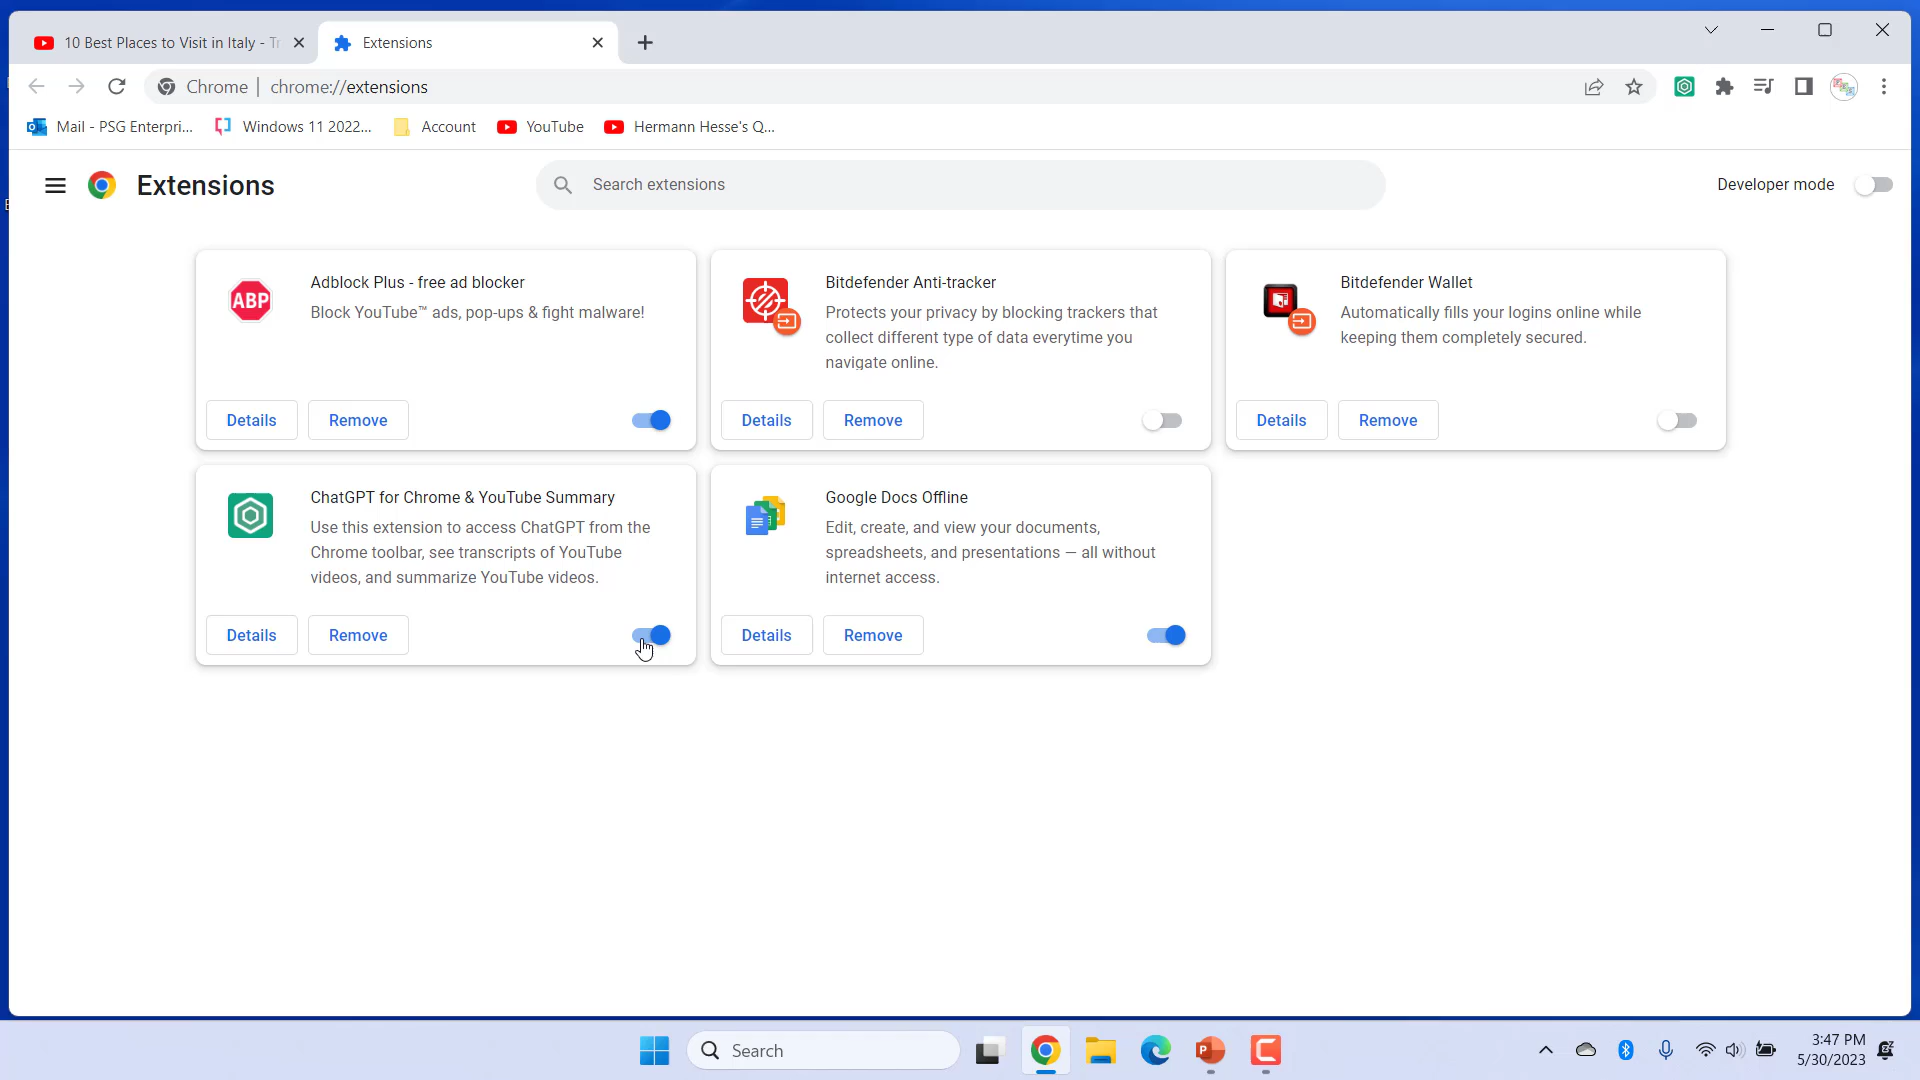 10 Best Places to Visit in Italy - Tr
Extensions
Chrome | chrome://extensions
Mail - PSG Enterpri...
Windows 11 2022...
Account
YouTube
Hermann Hesse's Q...
Extensions
Search extensions
Developer mode
ABP
Adblock Plus - free ad blocker
Block YouTube™ ads, pop-ups & fight malware!
Details
Remove
Bitdefender Anti-tracker
Protects your privacy by blocking trackers that
collect different type of data everytime you
navigate online.
Details
Remove
Bitdefender Wallet
Automatically fills your logins online while
keeping them completely secured.
Details
Remove
ChatGPT for Chrome & YouTube Summary
Use this extension to access ChatGPT from the
Chrome toolbar, see transcripts of YouTube
videos, and summarize YouTube videos.
Details
Remove
Google Docs Offline
Edit, create, and view your documents,
spreadsheets, and presentations — all without
internet access.
Details
Remove
Search
3:47 PM
5/30/2023